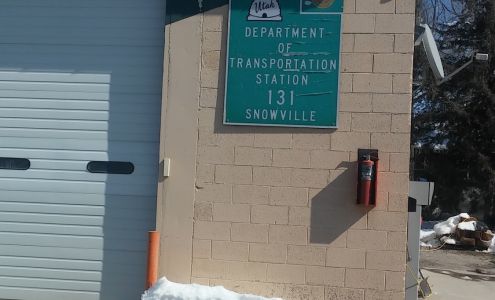 Utah
DEPARTMENT
OF
TRANSPORTATION
STATION
131
SNOWVILLE